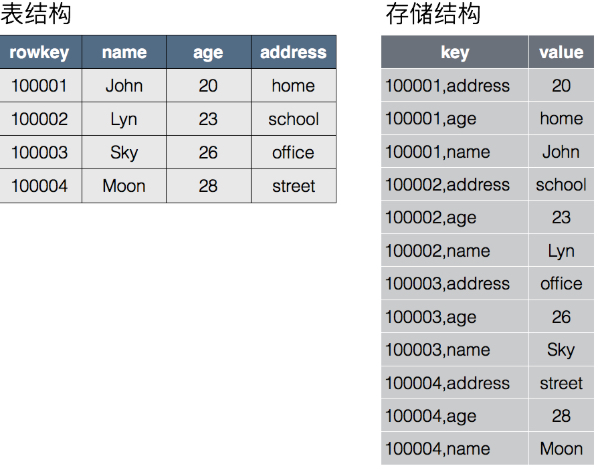 表结构
rowkey name age address
100001 John 20 home
100002 Lyn 23 school
100003 Sky 26 office
100004 Moon 28 street
存储结构
key value
100001,address 20
100001,age home
100001,name John
100002,address school
100002,age 23
100002,name Lyn
100003,address office
100003,age 26
100003,name Sky
100004,address street
100004,age 28
100004,name Moon